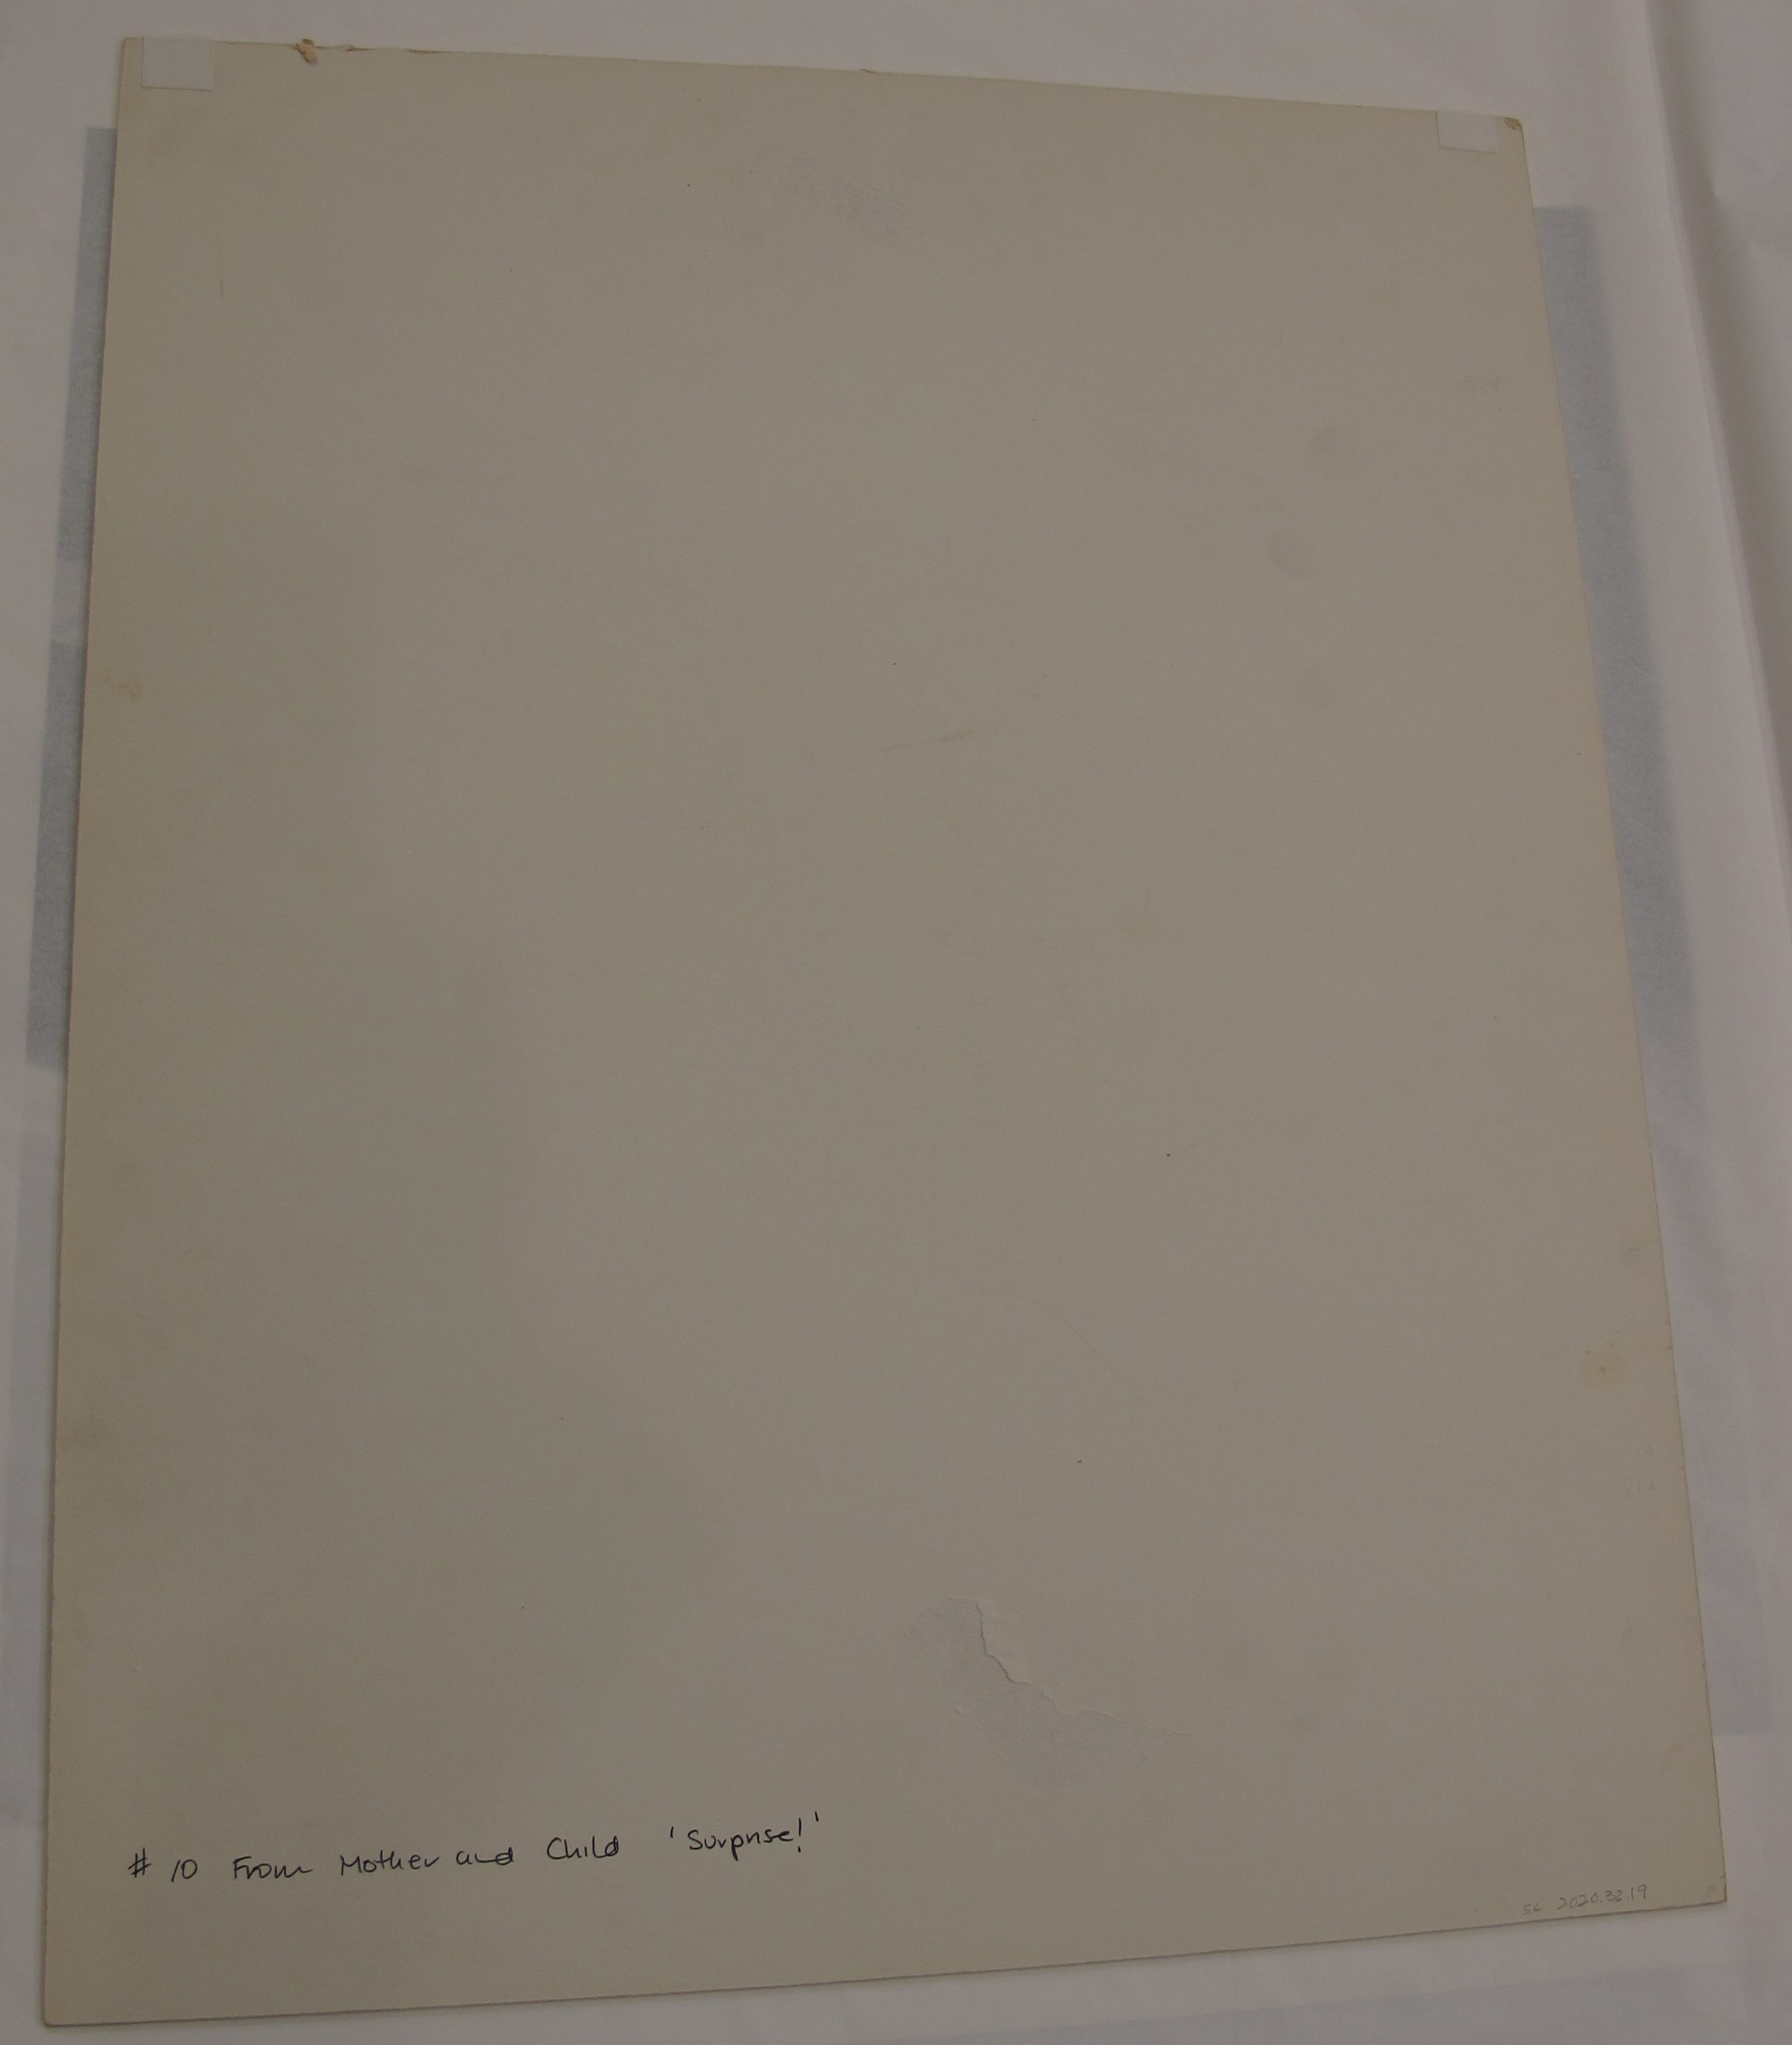 # 10 From Mother and Child 'Surprise!'
SC 2020.32.19